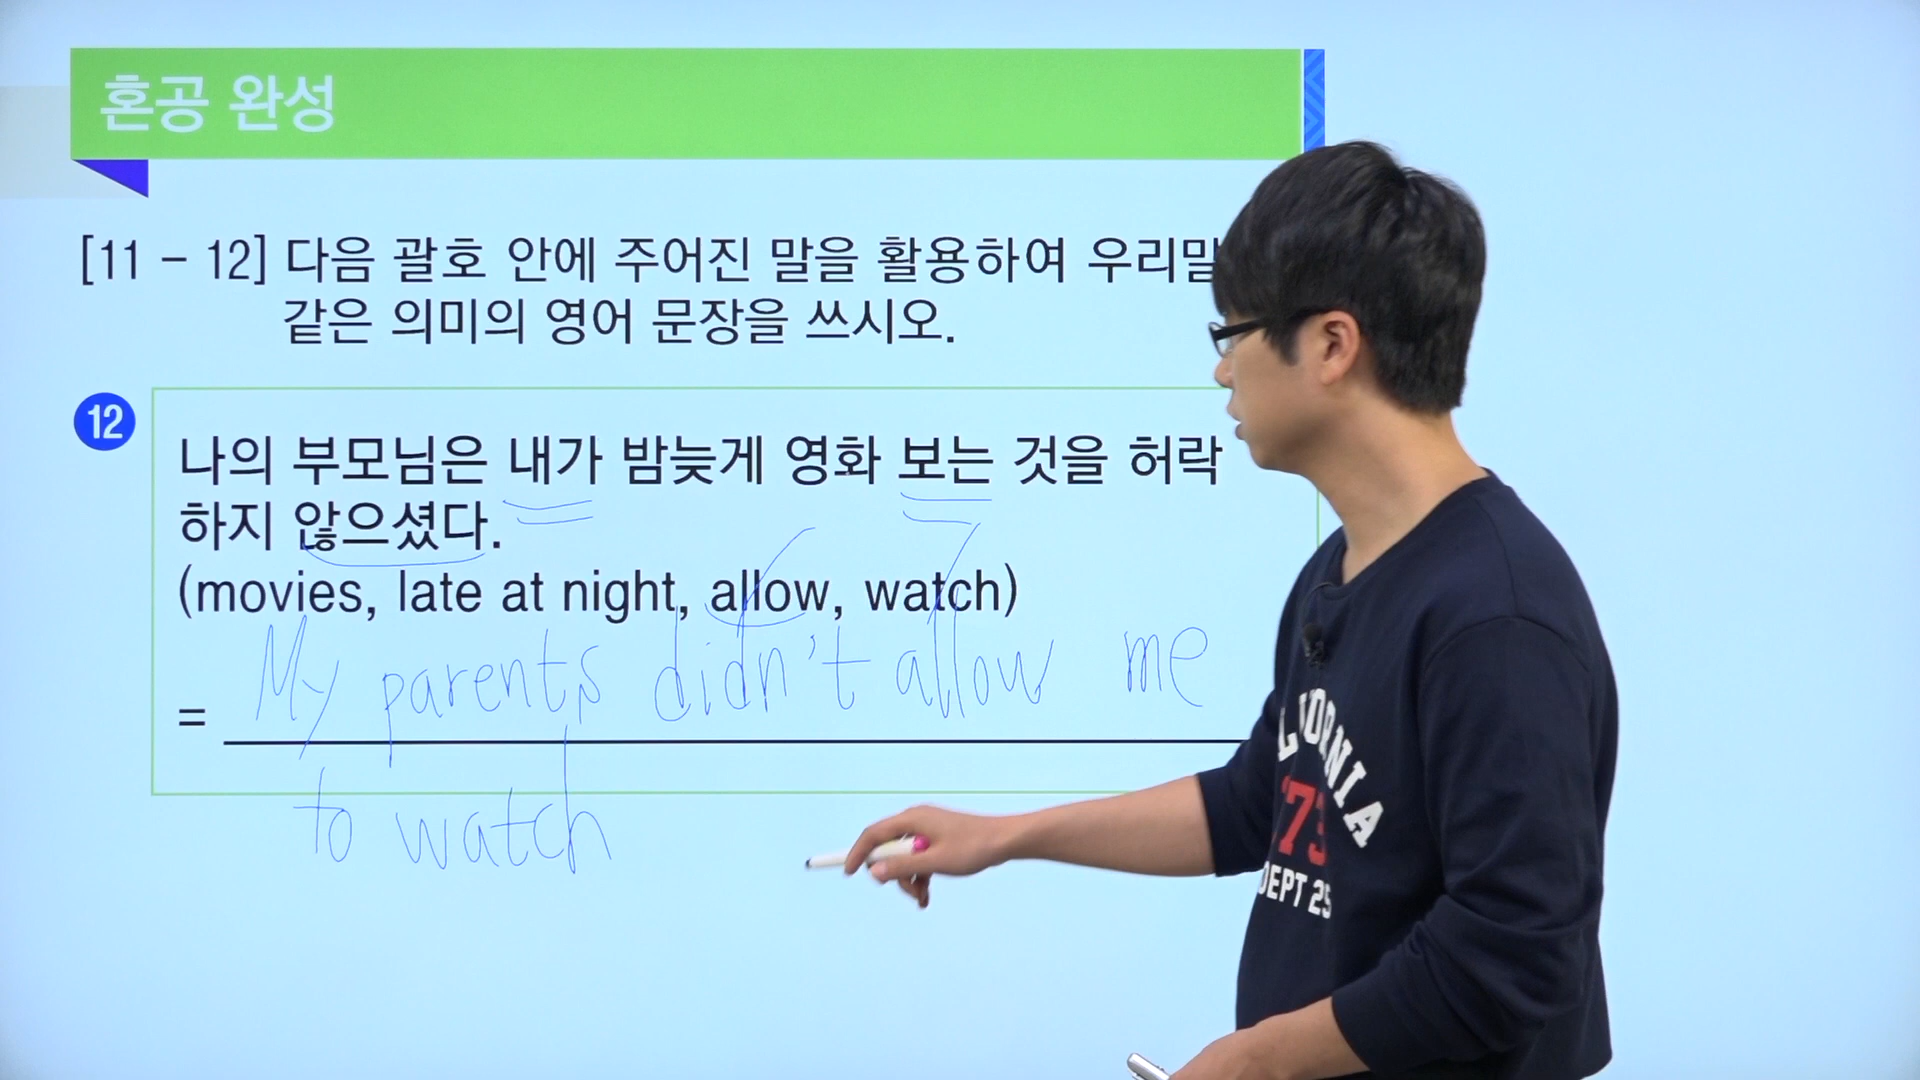 혼공 완성
[11 – 12] 다음 괄호 안에 주어진 말을 활용하여 우리말
같은 의미의 영어 문장을 쓰시오.
12
나의 부모님은 내가 밤늦게 영화 보는 것을 허락
하지 않으셨다.
(movies, late at night, allow, watch)
= My parents didn't allow me
to watch
DEPT